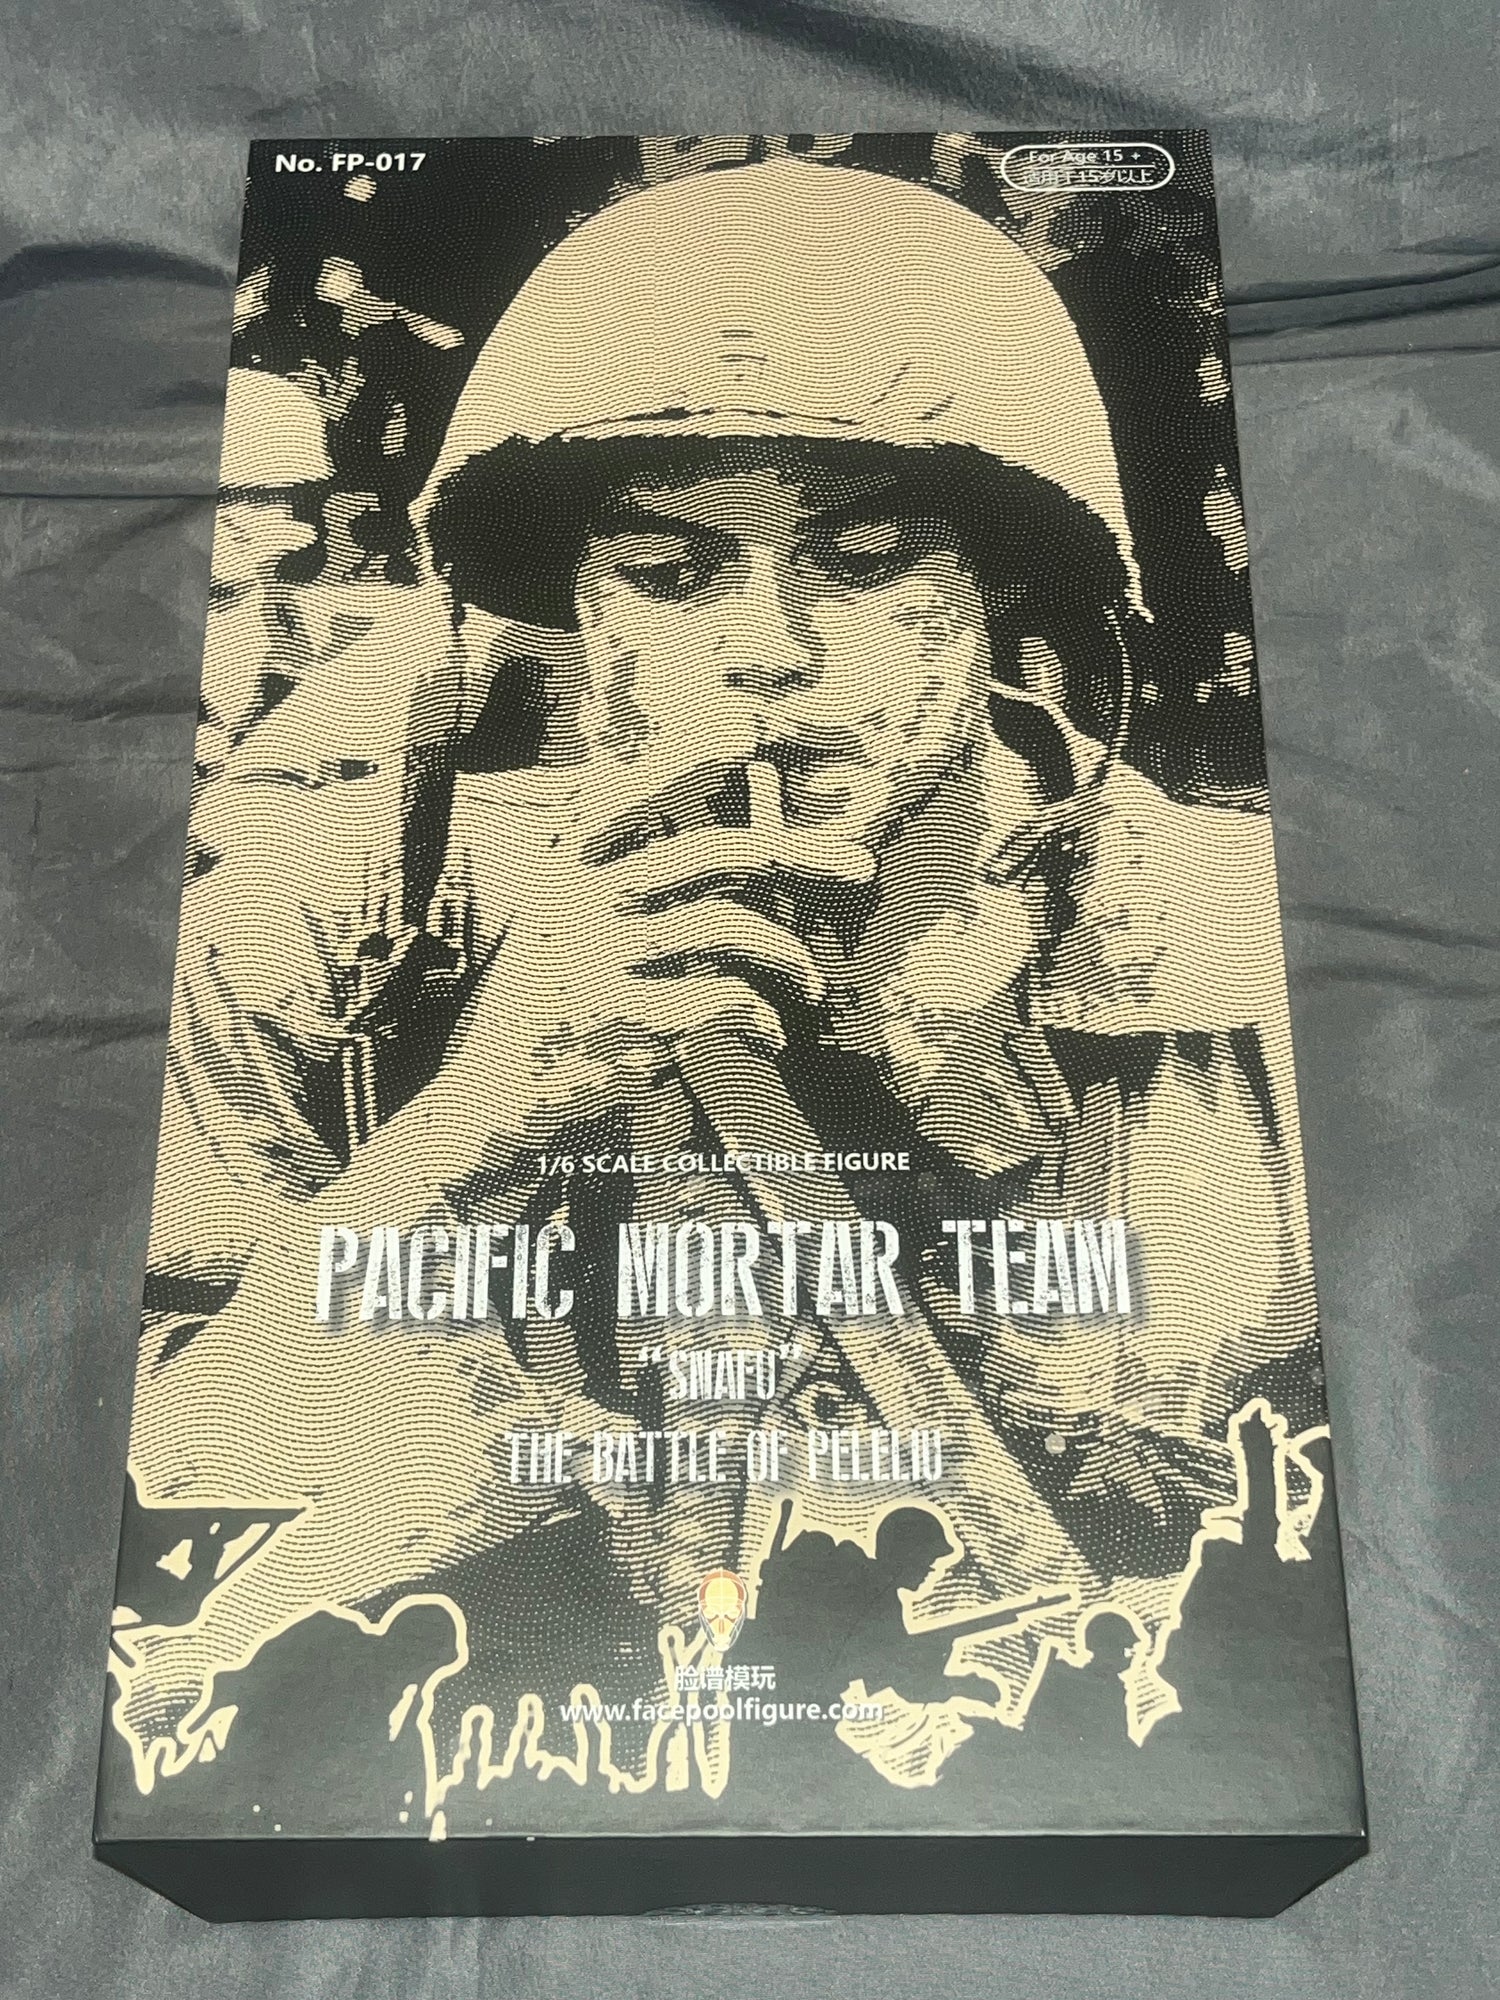 No. FP-017
For Age 15 +
适用于15岁以上
1/6 SCALE COLLECTIBLE FIGURE
PACIFIC MORTAR TEAM
“SNAFU”
THE BATTLE OF PELELIU
脸谱模玩
www.facepoolfigure.com